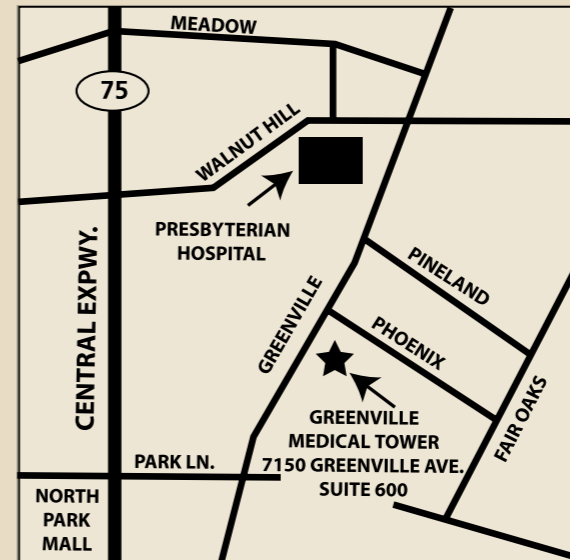 MEADOW
75
WALNUT HILL
PRESBYTERIAN
HOSPITAL
CENTRAL EXPWY.
PINELAND
GREENVILLE
PHOENIX
FAIR OAKS
GREENVILLE
MEDICAL TOWER
7150 GREENVILLE AVE.
SUITE 600
PARK LN.
NORTH
PARK
MALL